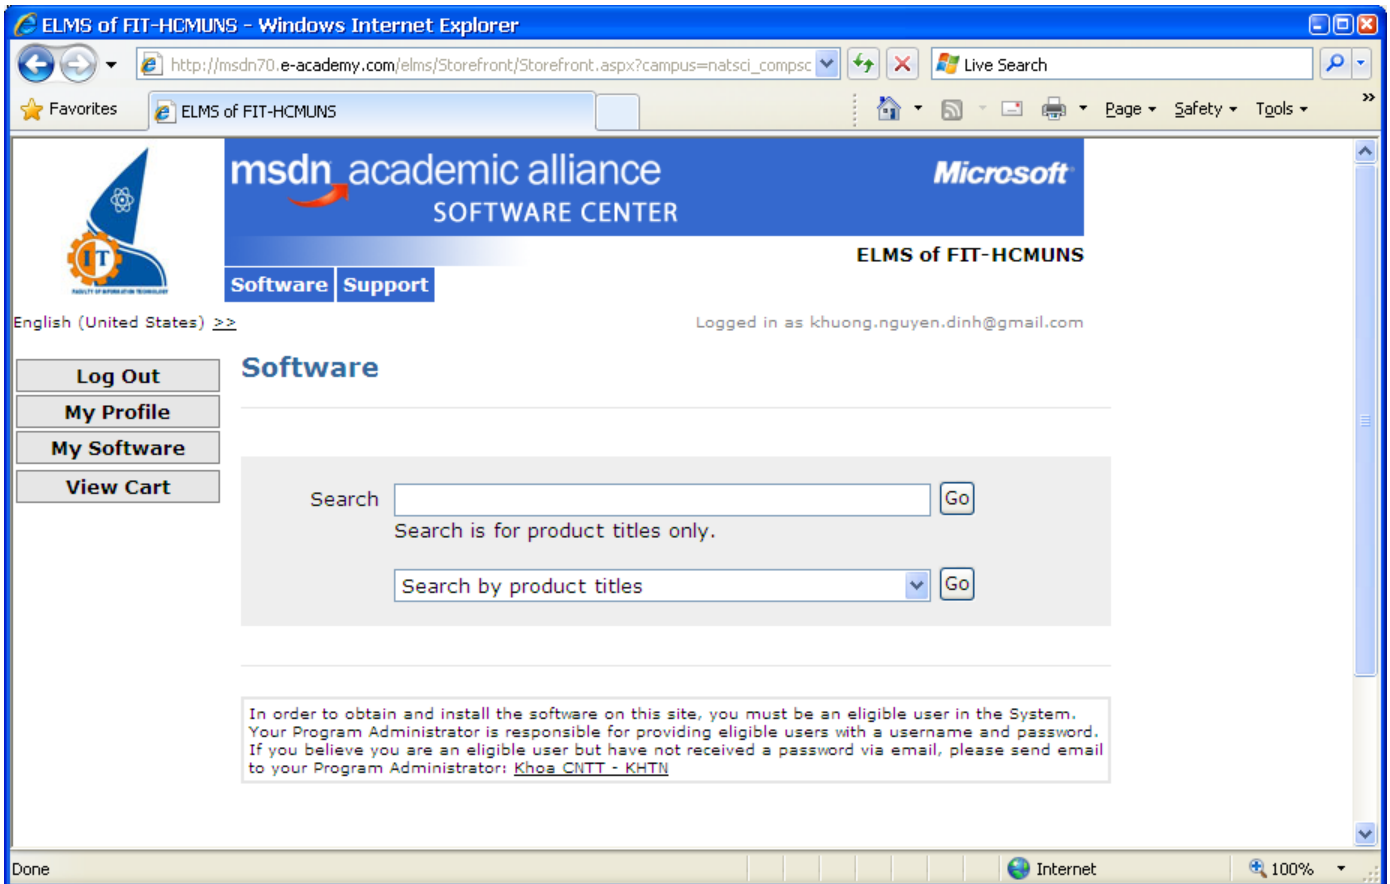 ELMS of FIT-HCMUNS - Windows Internet Explorer
http://msdn70.e-academy.com/elms/Storefront/Storefront.aspx?campus=natsci_compsc
Live Search
Favorites
ELMS of FIT-HCMUNS
Page
Safety
Tools
»
msdn academic alliance
SOFTWARE CENTER
Microsoft
IT
FACULTY OF INFORMATION TECHNOLOGY
ELMS of FIT-HCMUNS
Software Support
English (United States) >>
Logged in as khuong.nguyen.dinh@gmail.com
Log Out
My Profile
My Software
View Cart
Software
Search
Go
Search is for product titles only.
Search by product titles
Go
In order to obtain and install the software on this site, you must be an eligible user in the System.
Your Program Administrator is responsible for providing eligible users with a username and password.
If you believe you are an eligible user but have not received a password via email, please send email
to your Program Administrator: Khoa CNTT - KHTN
Done
Internet
100%